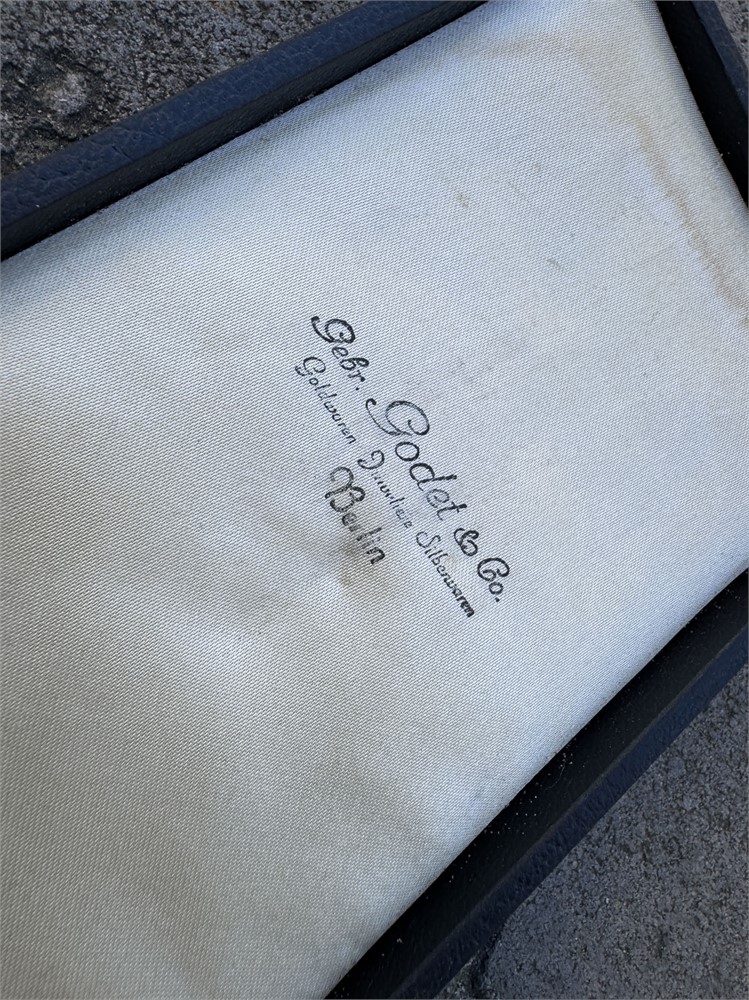 Gebr. Godet & Co.
Goldwaren Juwelen Silberwaren
Berlin